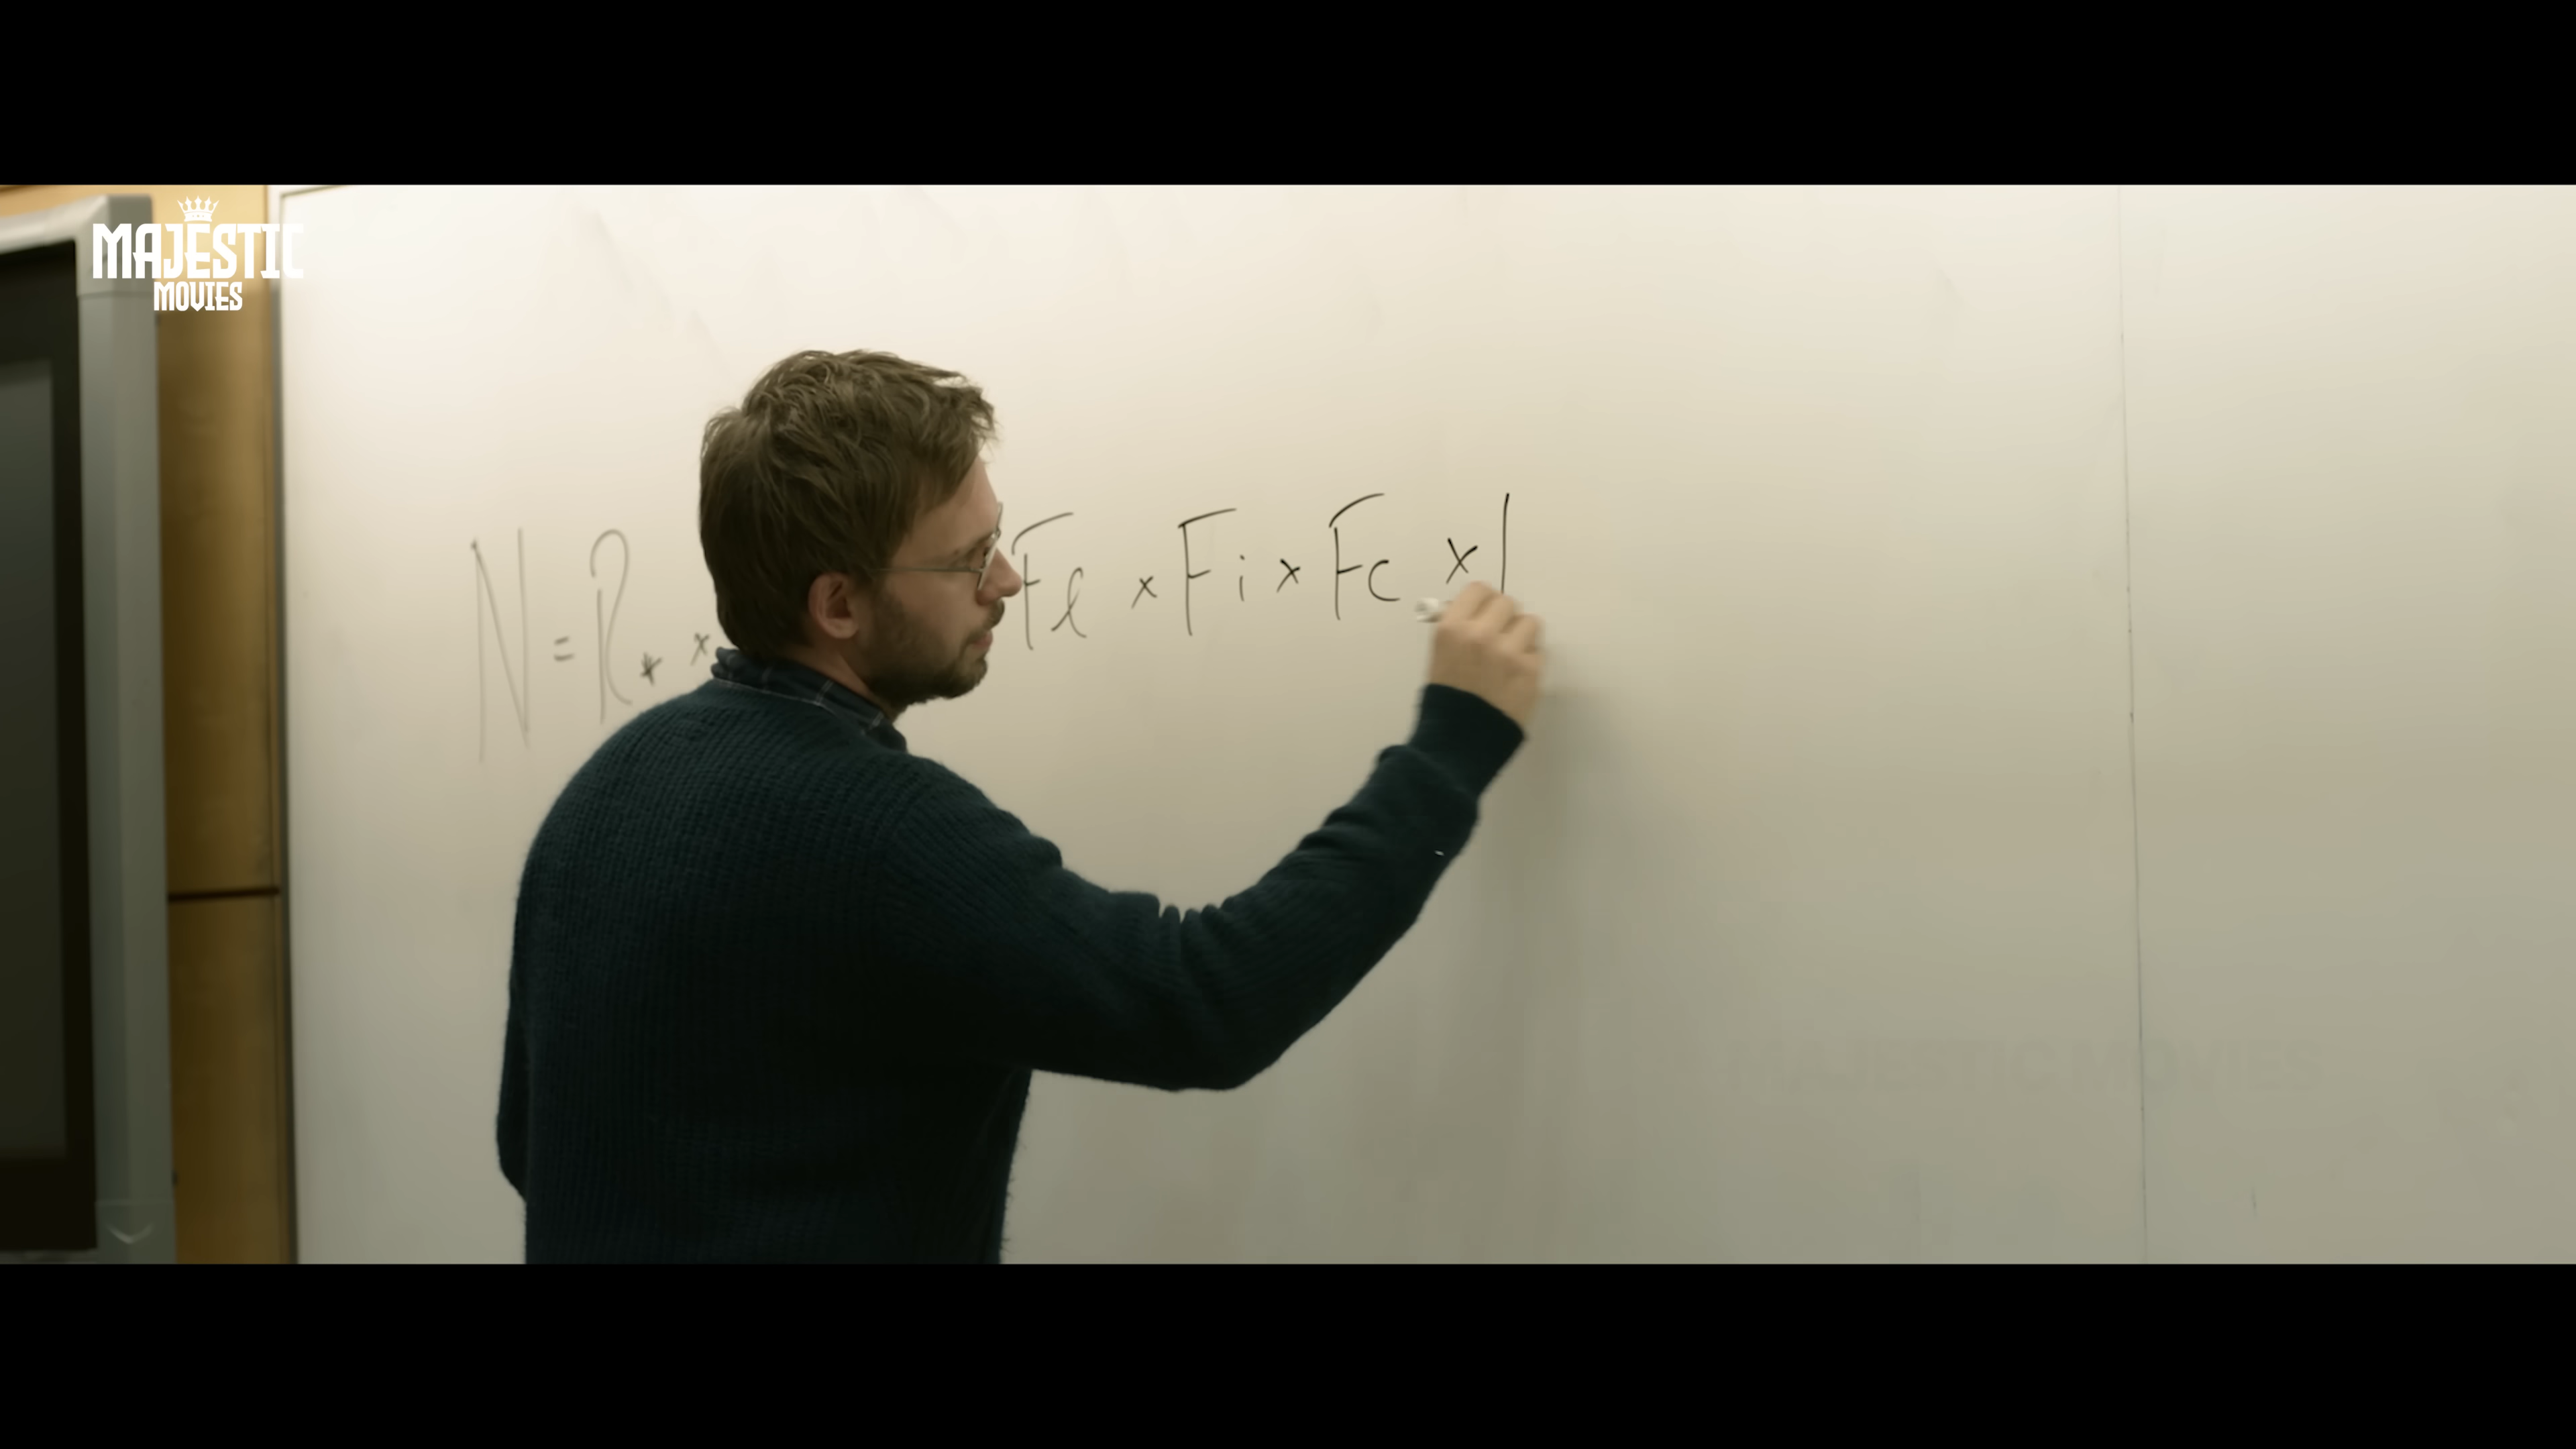 MAJESTIC
MOVIES
N = R* x Fl x Fi x Fc x